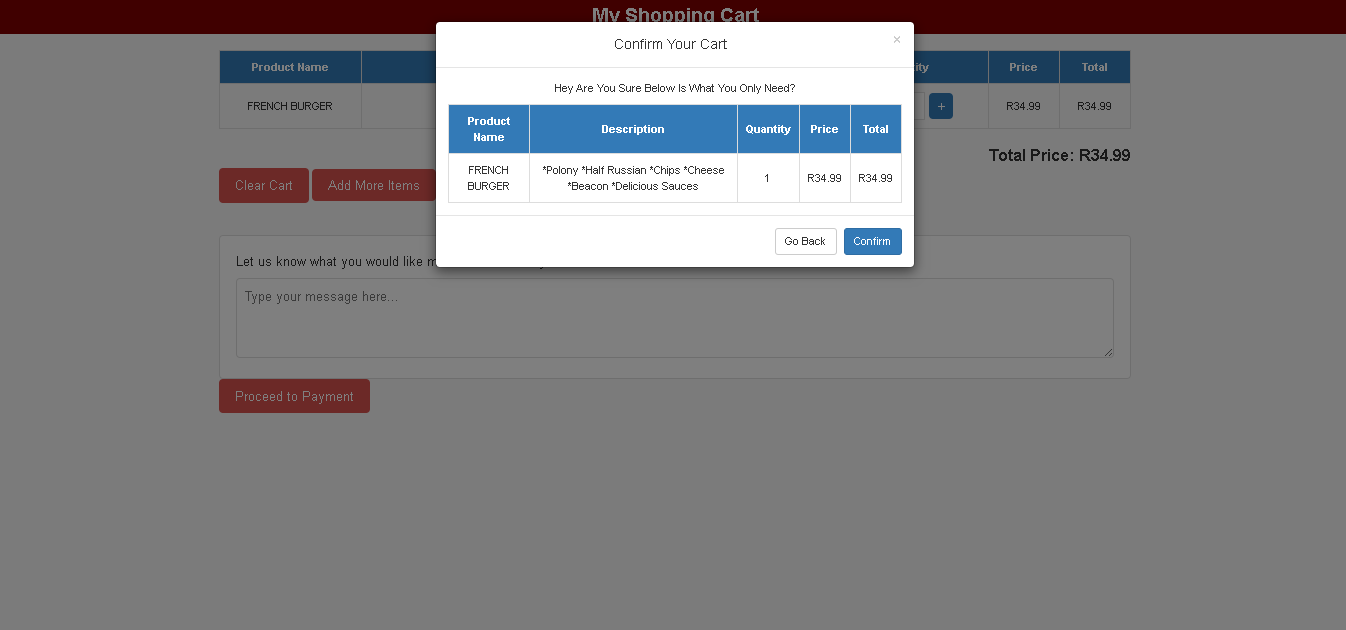 My Shopping Cart
Confirm Your Cart
×
Hey Are You Sure Below Is What You Only Need?
Product Name Description Quantity Price Total
FRENCH BURGER *Polony *Half Russian *Chips *Cheese *Beacon *Delicious Sauces 1 R34.99 R34.99
Go Back Confirm
Product Name Price Total
FRENCH BURGER + R34.99 R34.99
Total Price: R34.99
Clear Cart Add More Items
Let us know what you would like
Type your message here...
Proceed to Payment